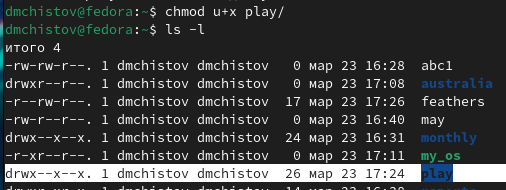 dmchistov@fedora:~$ chmod u+x play/
dmchistov@fedora:~$ ls -l
итого 4
-rw-rw-r--. 1 dmchistov dmchistov 0 мар 23 16:28 abc1
drwxr--r--. 1 dmchistov dmchistov 0 мар 23 17:08 australia
-r--rw-r--. 1 dmchistov dmchistov 17 мар 23 17:26 feathers
-rw-r--r--. 1 dmchistov dmchistov 0 мар 23 16:40 may
drwx--x--x. 1 dmchistov dmchistov 24 мар 23 16:31 monthly
-r-xr--r--. 1 dmchistov dmchistov 0 мар 23 17:11 my_os
drwx--x--x. 1 dmchistov dmchistov 26 мар 23 17:24 play